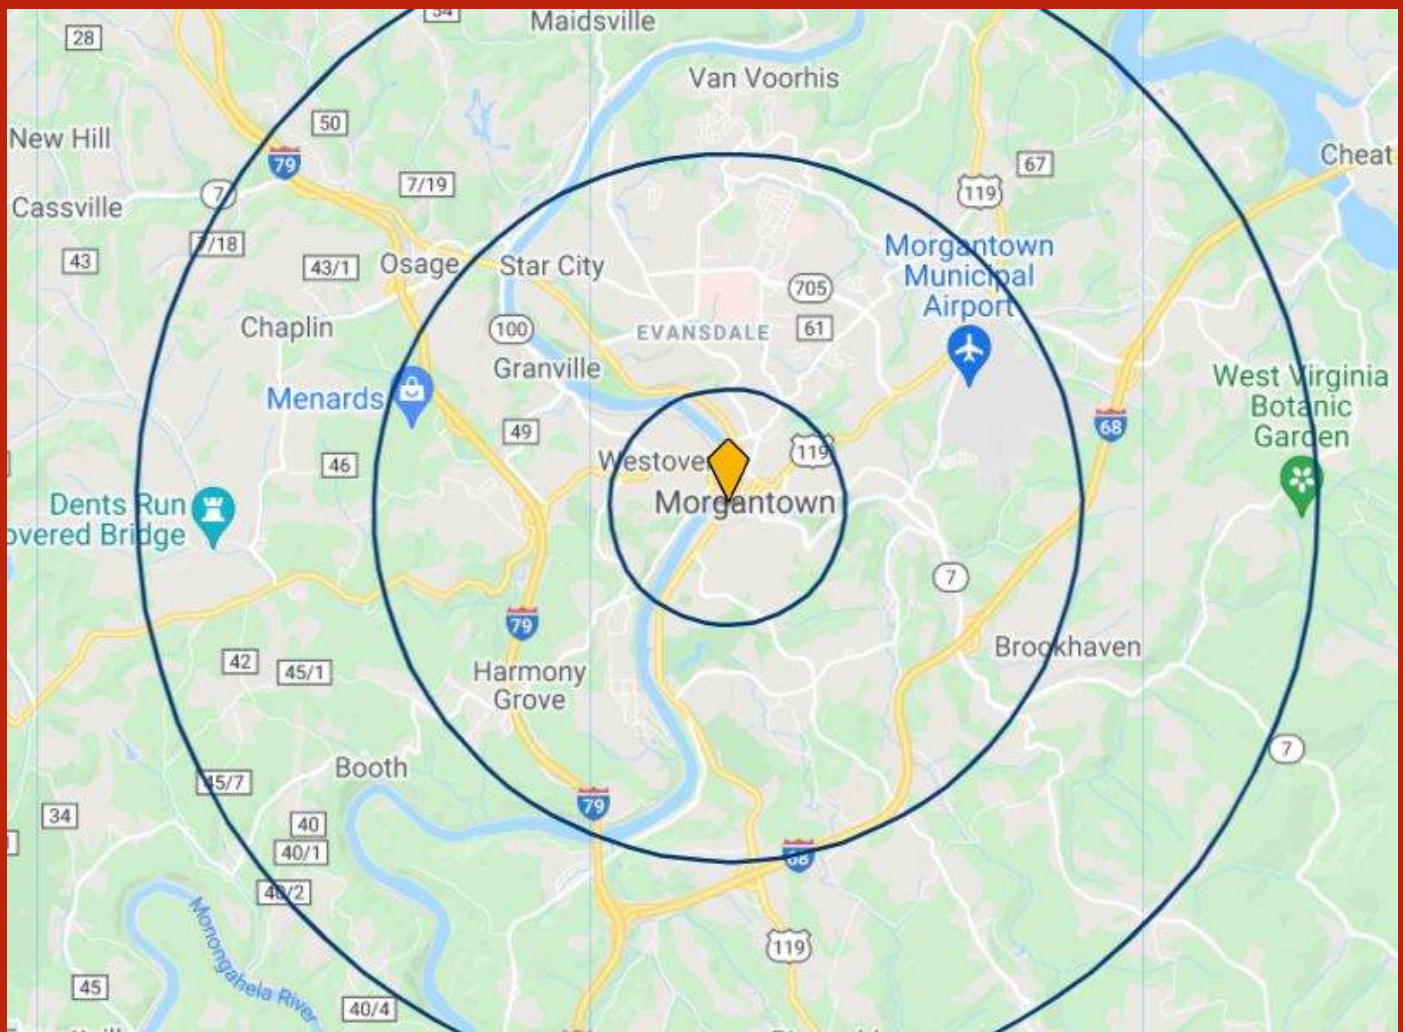 54
Maidsville
28
Van Voorhis
50
New Hill
67
Cheat
79
7/19
7
119
Cassville
7/18
43
43/1
Osage
Star City
Morgantown
Municipal
Airport
705
61
100
EVANSDALE
Chaplin
Granville
Menards
West Virginia
Botanic
Garden
49
68
46
Westover
119
Morgantown
Dents Run
overed Bridge
7
79
Brookhaven
42
45/1
Harmony
Grove
7
Booth
45/7
79
34
40
40/1
68
40/2
Monongahela River
119
45
40/4